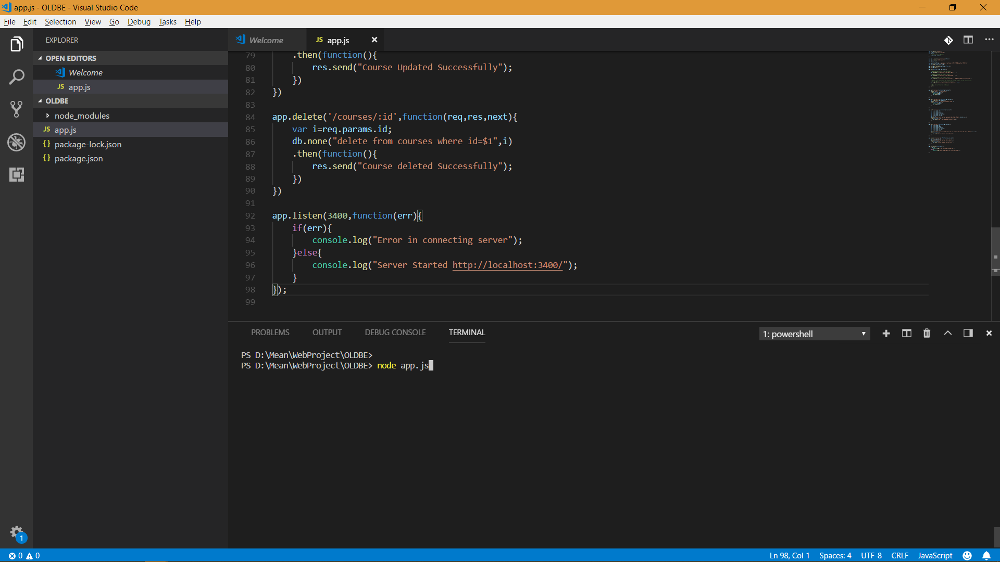 app.js - OLDBE - Visual Studio Code
File Edit Selection View Go Debug Tasks Help
EXPLORER
OPEN EDITORS
Welcome
JS app.js
OLDBE
node_modules
JS app.js
{} package-lock.json
{} package.json
1
Welcome JS app.js
79 .then(function(){
80 res.send("Course Updated Successfully");
81 })
82 })
83
84 app.delete('/courses/:id',function(req,res,next){
85 var i=req.params.id;
86 db.none("delete from courses where id=$1",i)
87 .then(function(){
88 res.send("Course deleted Successfully");
89 })
90 })
91
92 app.listen(3400,function(err){
93 if(err){
94 console.log("Error in connecting server");
95 }else{
96 console.log("Server Started http://localhost:3400/");
97 }
98 });
99
PROBLEMS OUTPUT DEBUG CONSOLE TERMINAL 1: powershell
PS D:\Mean\WebProject\OLDBE>
PS D:\Mean\WebProject\OLDBE> node app.js
0 0 Ln 98, Col 1 Spaces: 4 UTF-8 CRLF JavaScript